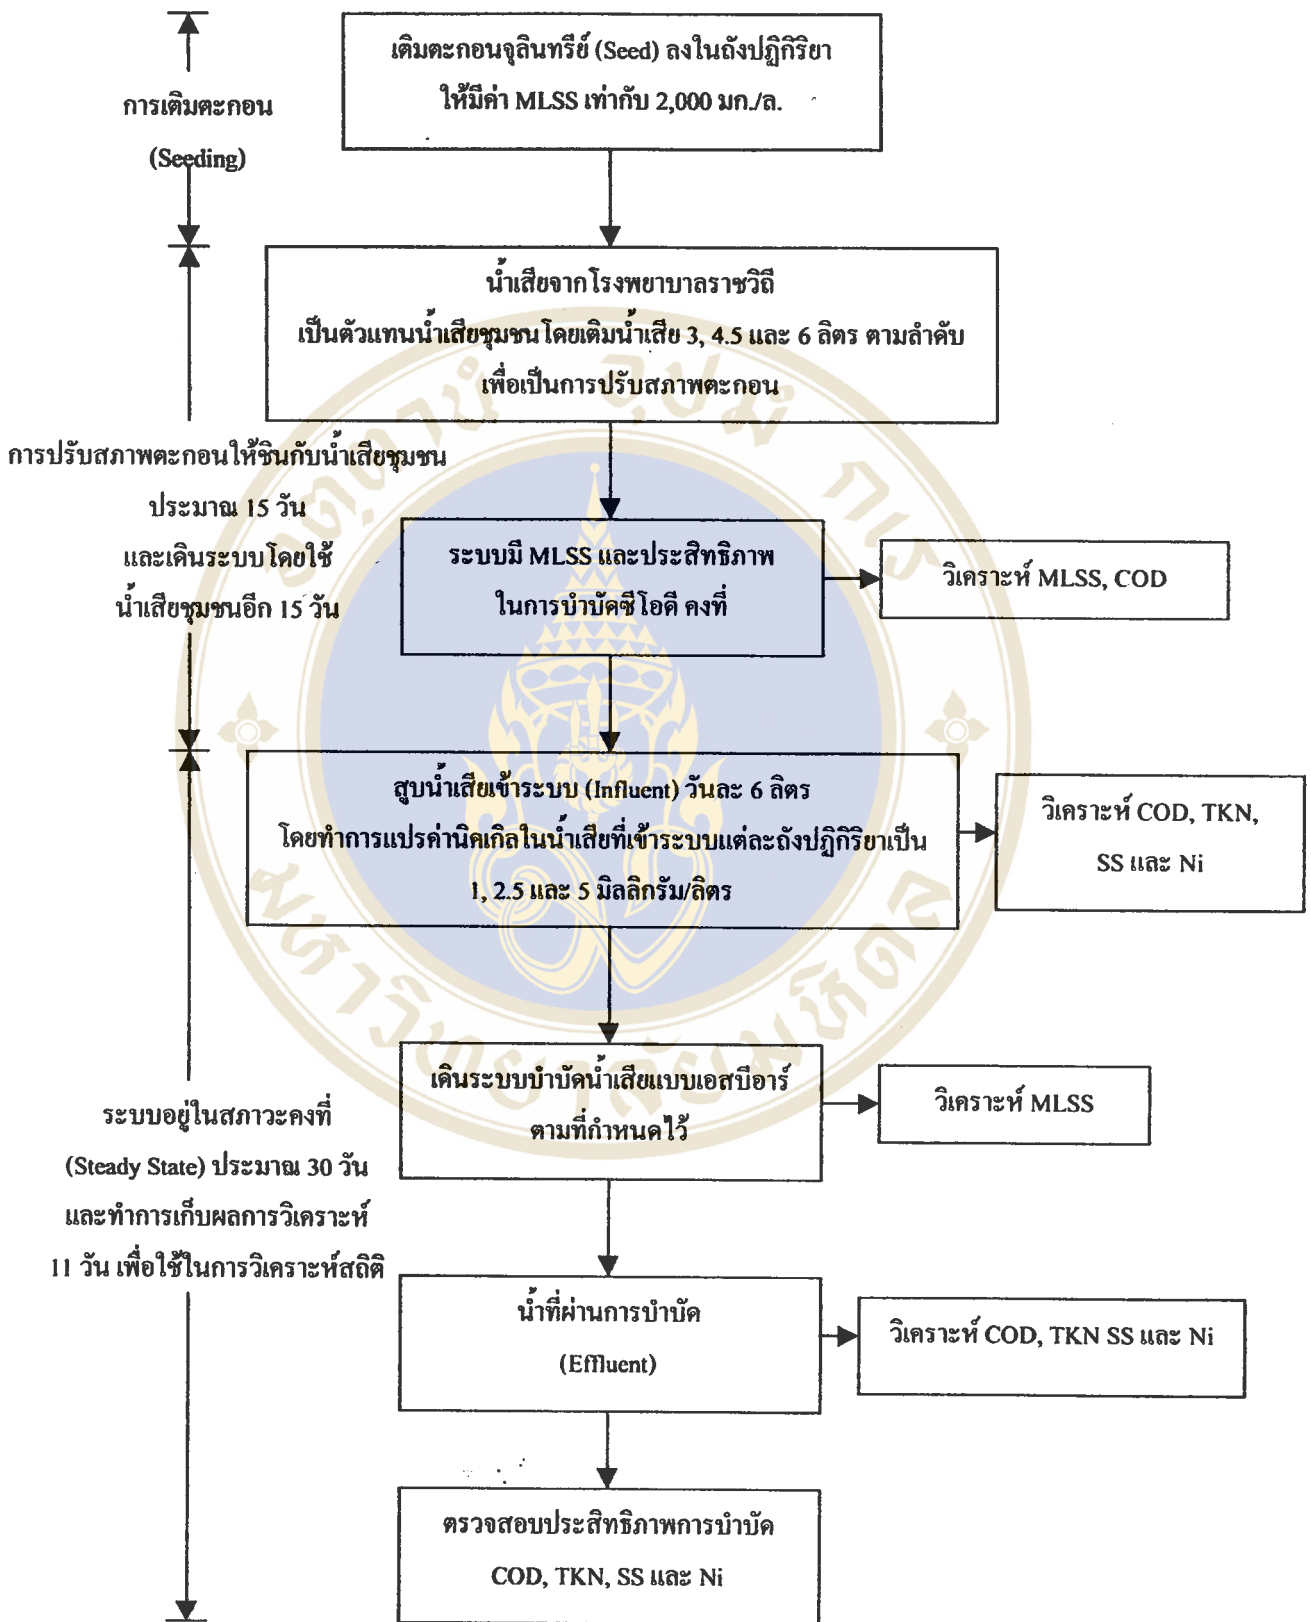 เติมตะกอนจุลินทรีย์ (Seed) ลงในถังปฏิกิริยา
ให้มีค่า MLSS เท่ากับ 2,000 มก./ล.
การเติมตะกอน
(Seeding)
น้ำเสียจากโรงพยาบาลราชวิถี
เป็นตัวแทนน้ำเสียชุมชนโดยเติมน้ำเสีย 3, 4.5 และ 6 ลิตร ตามลำดับ
เพื่อเป็นการปรับสภาพตะกอน
การปรับสภาพตะกอนให้ชินกับน้ำเสียชุมชน
ประมาณ 15 วัน
และเดินระบบโดยใช้
น้ำเสียชุมชนอีก 15 วัน
ระบบมี MLSS และประสิทธิภาพ
ในการบำบัดซีโอดี คงที่
วิเคราะห์ MLSS, COD
สูบน้ำเสียเข้าระบบ (Influent) วันละ 6 ลิตร
โดยทำการแปรค่านิคเกิลในน้ำเสียที่เข้าระบบแต่ละถังปฏิกิริยาเป็น
1, 2.5 และ 5 มิลลิกรัม/ลิตร
วิเคราะห์ COD, TKN,
SS และ Ni
เดินระบบบำบัดน้ำเสียแบบเอสบีอาร์
ตามที่กำหนดไว้
วิเคราะห์ MLSS
ระบบอยู่ในสภาวะคงที่
(Steady State) ประมาณ 30 วัน
และทำการเก็บผลการวิเคราะห์
11 วัน เพื่อใช้ในการวิเคราะห์สถิติ
น้ำที่ผ่านการบำบัด
(Effluent)
วิเคราะห์ COD, TKN SS และ Ni
ตรวจสอบประสิทธิภาพการบำบัด
COD, TKN, SS และ Ni
อตฺตานํ อุปมํ กเร
มหาวิทยาลัยมหิดล